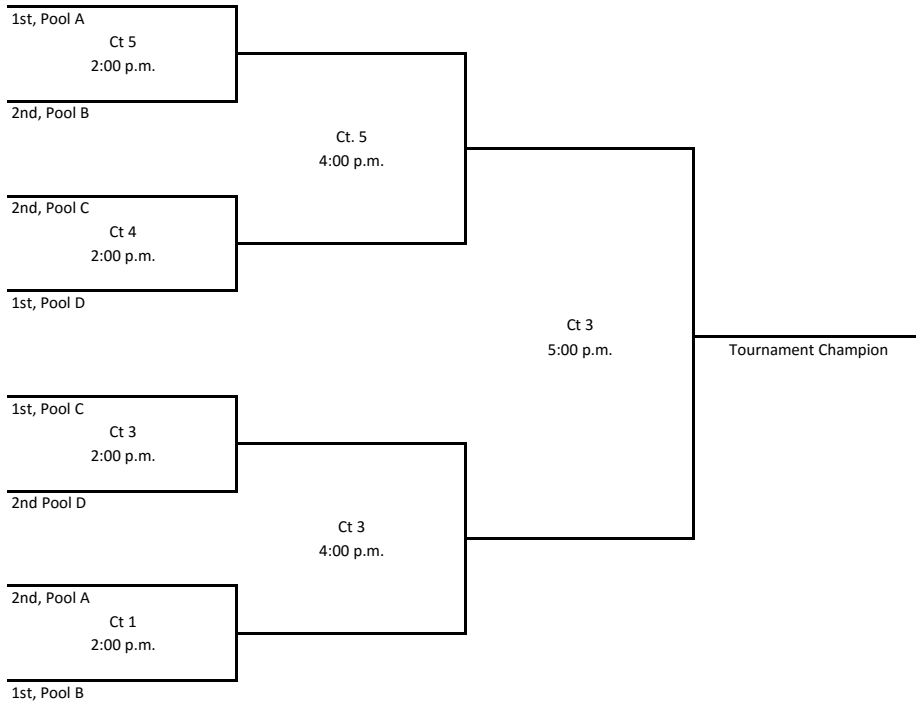 1st, Pool A
Ct 5
2:00 p.m.
2nd, Pool B
Ct. 5
4:00 p.m.
2nd, Pool C
Ct 4
2:00 p.m.
1st, Pool D
Ct 3
5:00 p.m.
Tournament Champion
1st, Pool C
Ct 3
2:00 p.m.
2nd Pool D
Ct 3
4:00 p.m.
2nd, Pool A
Ct 1
2:00 p.m.
1st, Pool B